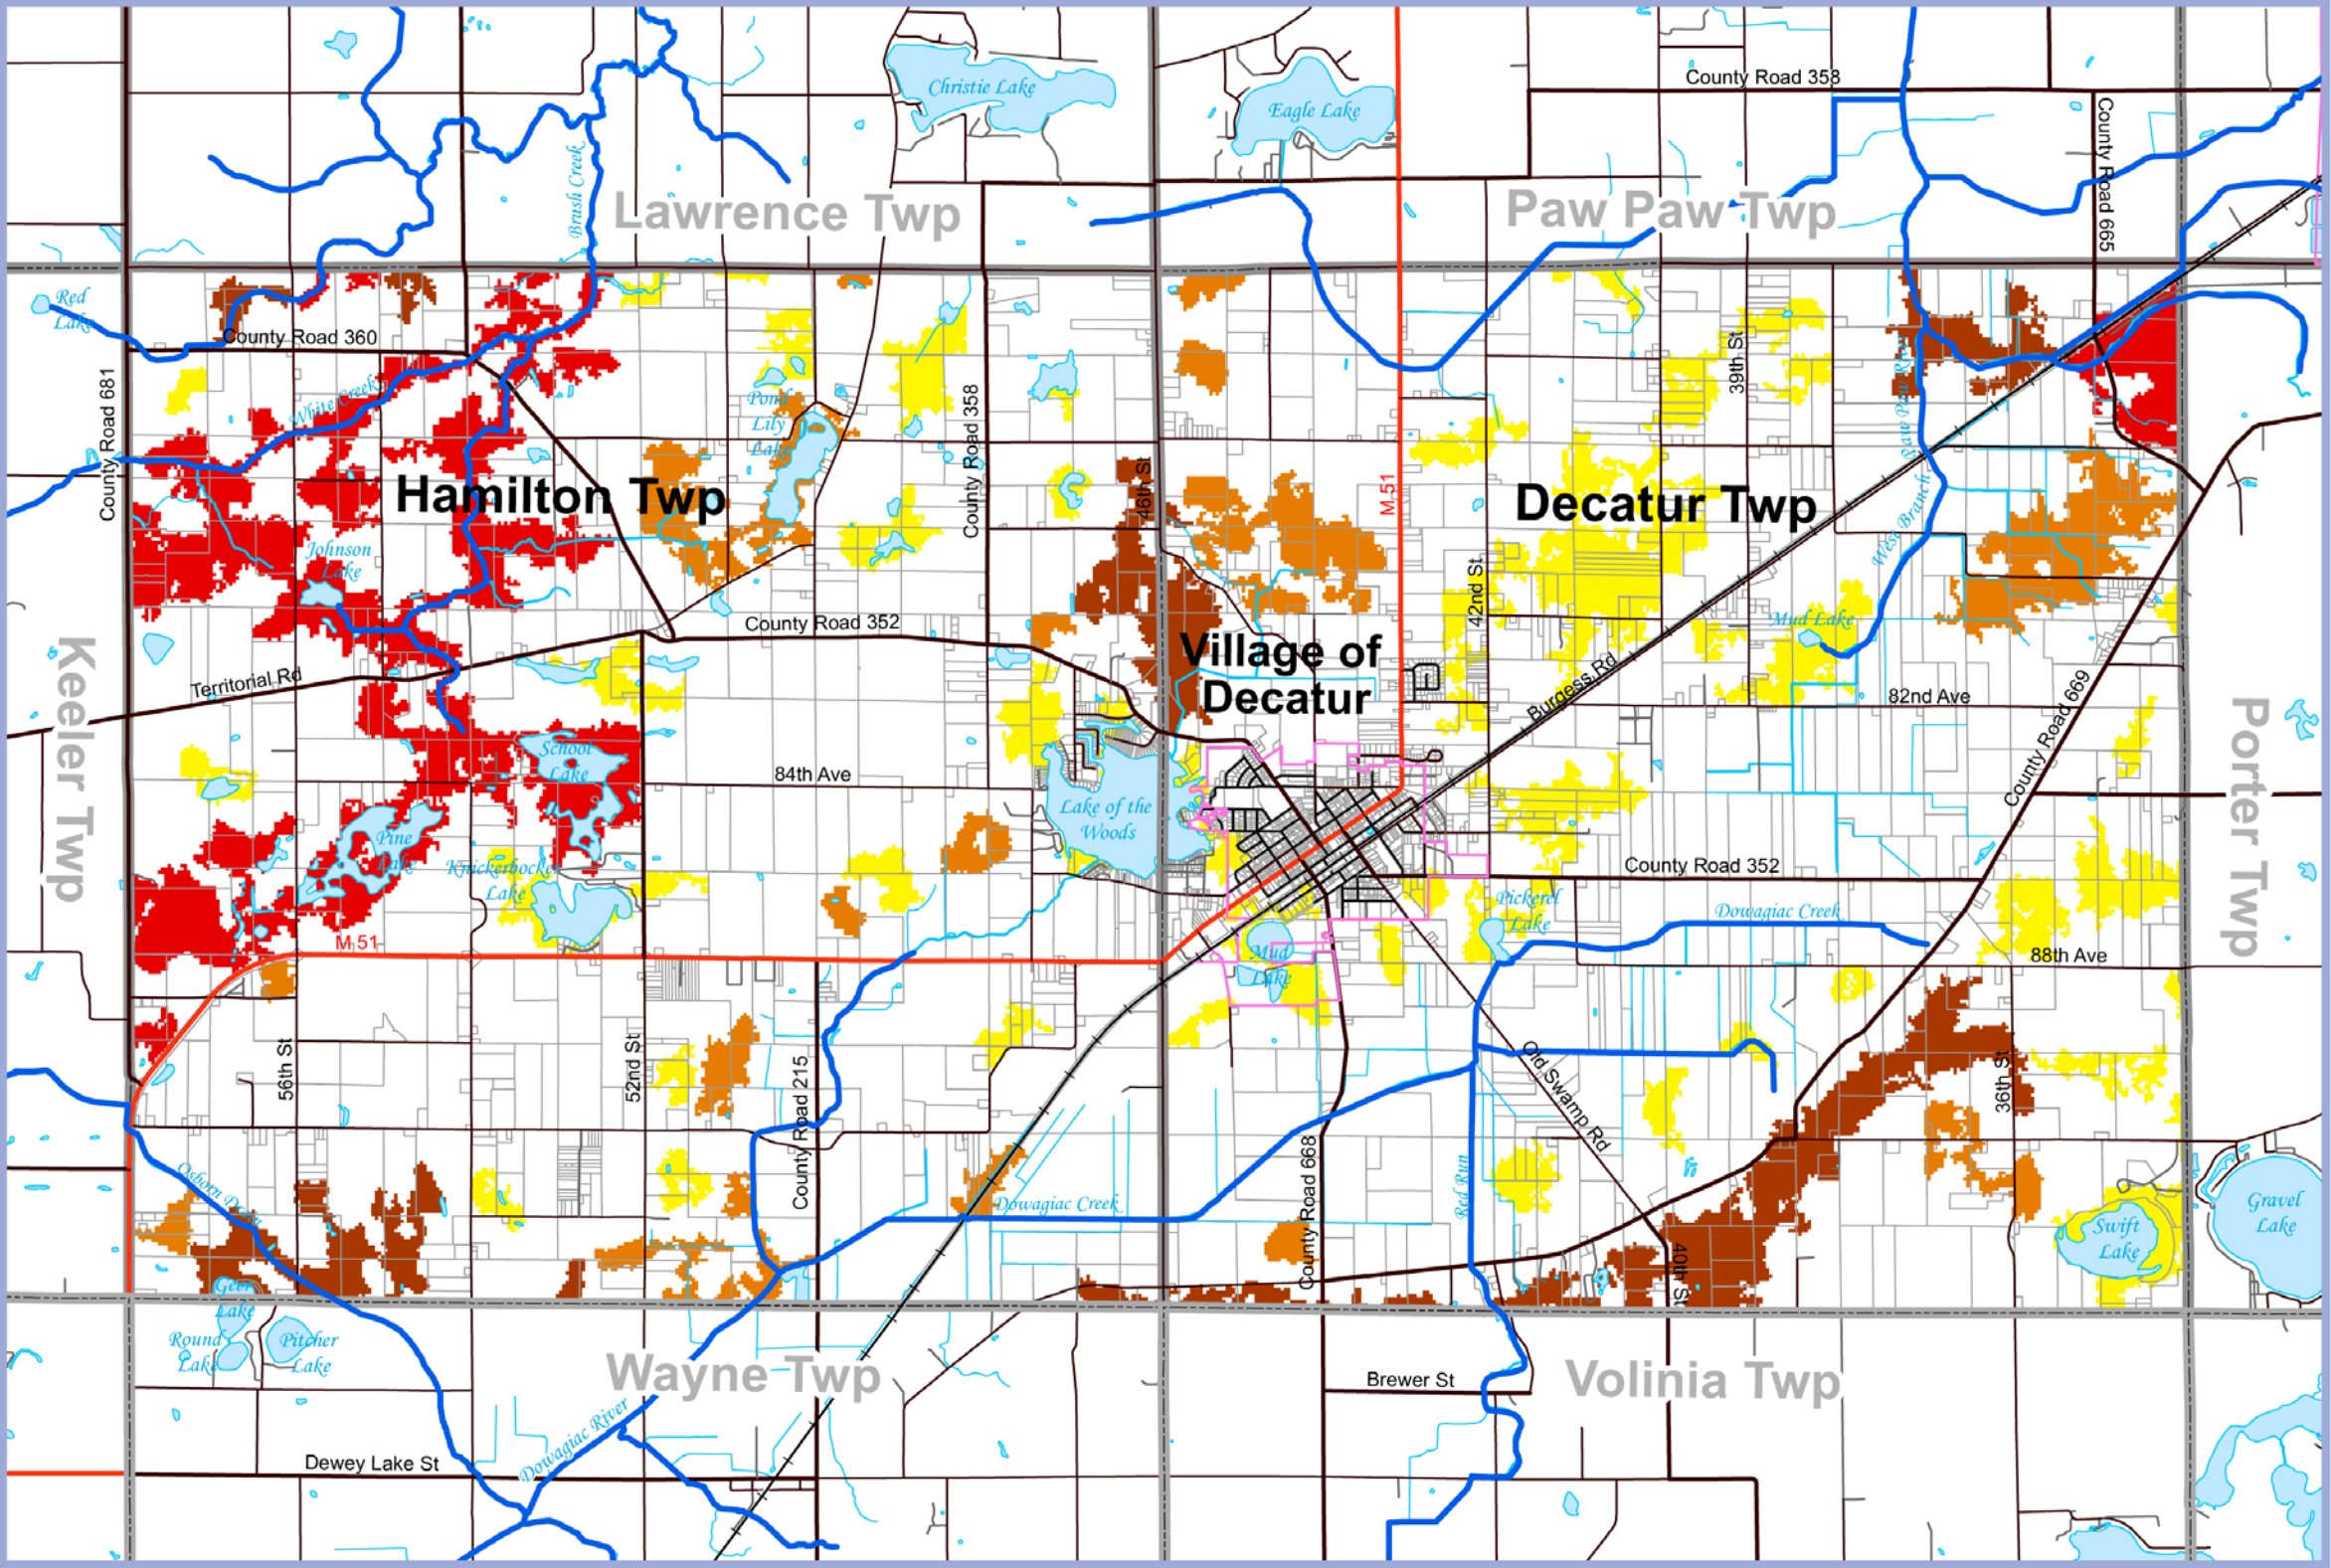 County Road 358
Christie Lake
Eagle Lake
County Road 665
Brush Creek
Lawrence Twp
Paw Paw Twp
Red
Lake
County Road 360
39th St
County Road 681
White Creek
Pond
Lily
Lake
County Road 358
Paw Paw River
West Branch
46th St
M 51
Hamilton Twp
Decatur Twp
Johnson
Lake
42nd St
County Road 352
Mud Lake
Village of
Decatur
Keeler Twp
Territorial Rd
Burgess Rd
82nd Ave
County Road 669
Porter Twp
School
Lake
84th Ave
Lake of the
Woods
Pine
Lake
Knickerbocker
Lake
County Road 352
Pickerel
Lake
Dowagiac Creek
M 51
Mud
Lake
88th Ave
56th St
52nd St
County Road 215
Old Swamp Rd
36th St
Osborn Drain
County Road 668
Red Run
Dowagiac Creek
Swift
Lake
Gravel
Lake
40th St
Geer
Lake
Round
Lake
Pitcher
Lake
Wayne Twp
Brewer St
Volinia Twp
Dowagiac River
Dewey Lake St